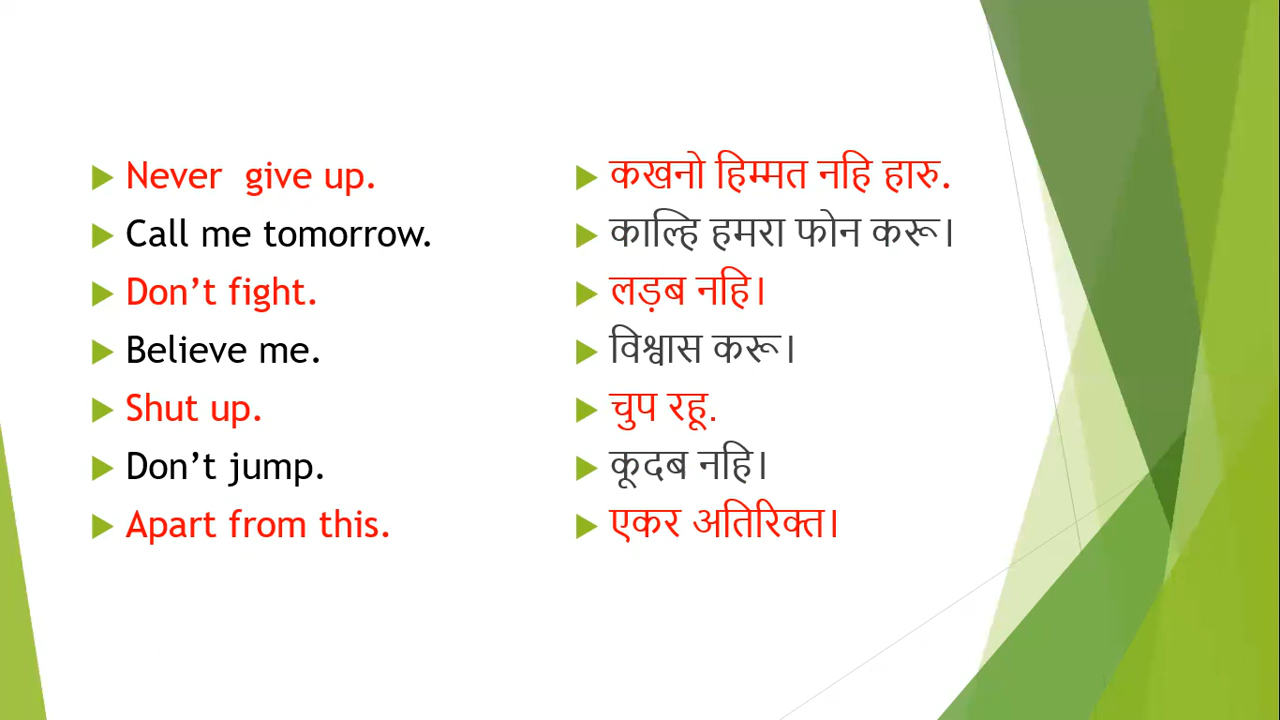 Never give up.
कखनो हिम्मत नहि हारु.
Call me tomorrow.
काल्हि हमरा फोन करू।
Don’t fight.
लड़ब नहि।
Believe me.
विश्वास करू।
Shut up.
चुप रहू.
Don’t jump.
कूदब नहि।
Apart from this.
एकर अतिरिक्त।